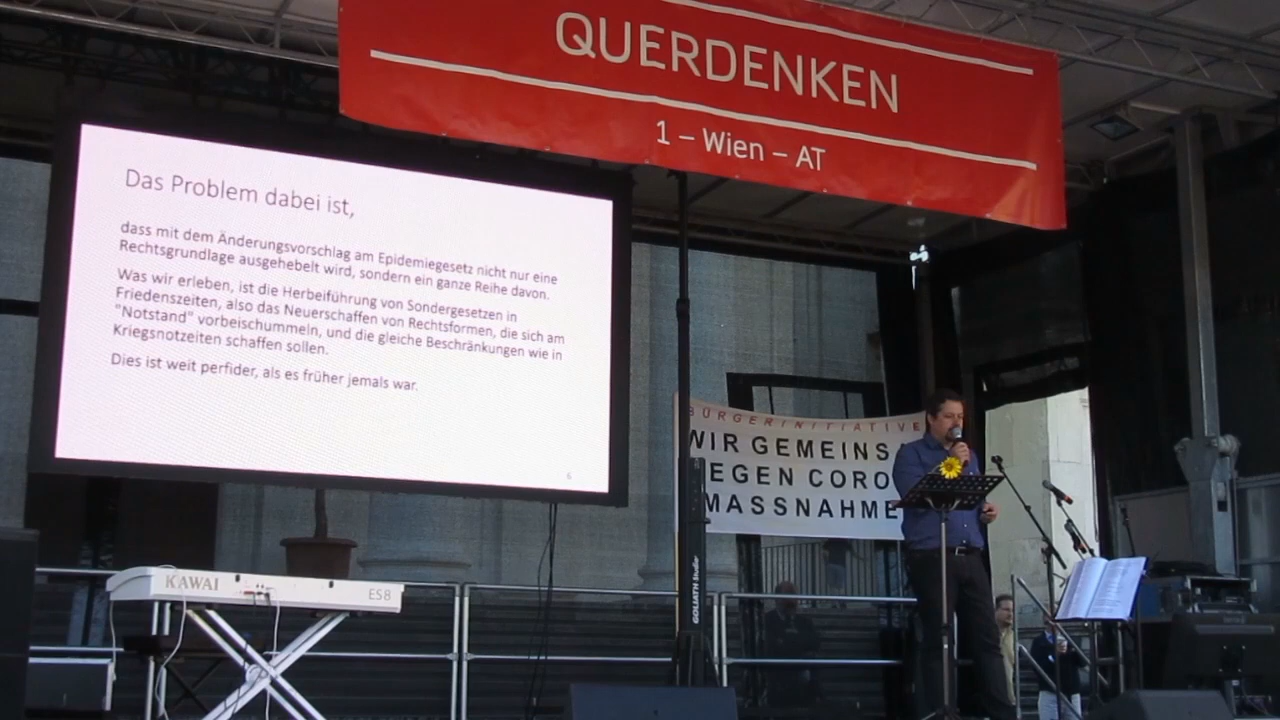 QUERDENKEN
1 – Wien – AT
Das Problem dabei ist,
dass mit dem Änderungsvorschlag am Epidemiegesetz nicht nur eine
Rechtsgrundlage ausgehebelt wird, sondern ein ganze Reihe davon.
Was wir erleben, ist die Herbeiführung von Sondergesetzen in
Friedenszeiten, also das Neuerschaffen von Rechtsformen, die sich am
"Notstand" vorbeischummeln, und die gleiche Beschränkungen wie in
Kriegsnotzeiten schaffen sollen.
Dies ist weit perfider, als es früher jemals war.
6
BÜRGERINITIATIVE
WIR GEMEINSA
EGEN CORO
MASSNAHME
KAWAI
ES8
GOLIATH Studio